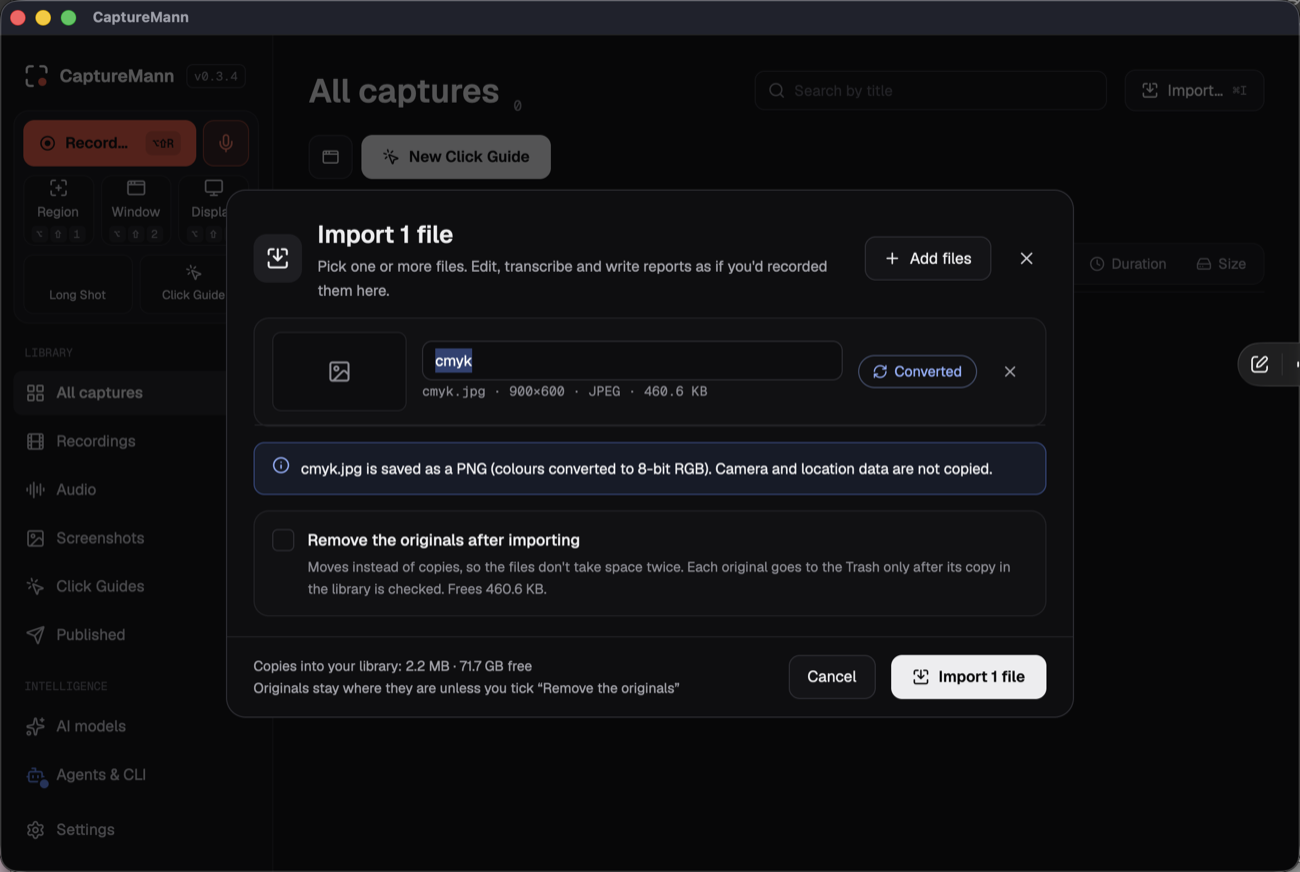 CaptureMann
CaptureMann v0.3.4
Record... ⌥⇧R
Region
Window
⌥ ⇧ 1
⌥ ⇧ 2
⌥ ⇧
Long Shot
Click Guide
LIBRARY
All captures
Recordings
Audio
Screenshots
Click Guides
Published
INTELLIGENCE
AI models
Agents & CLI
Settings
All captures 0
Search by title
Import... ⌘I
New Click Guide
Duration
Size
Import 1 file
Pick one or more files. Edit, transcribe and write reports as if you'd recorded
them here.
Add files
cmyk
cmyk.jpg · 900×600 · JPEG · 460.6 KB
Converted
cmyk.jpg is saved as a PNG (colours converted to 8-bit RGB). Camera and location data are not copied.
Remove the originals after importing
Moves instead of copies, so the files don't take space twice. Each original goes to the Trash only after its copy in
the library is checked. Frees 460.6 KB.
Copies into your library: 2.2 MB · 71.7 GB free
Originals stay where they are unless you tick “Remove the originals”
Cancel
Import 1 file